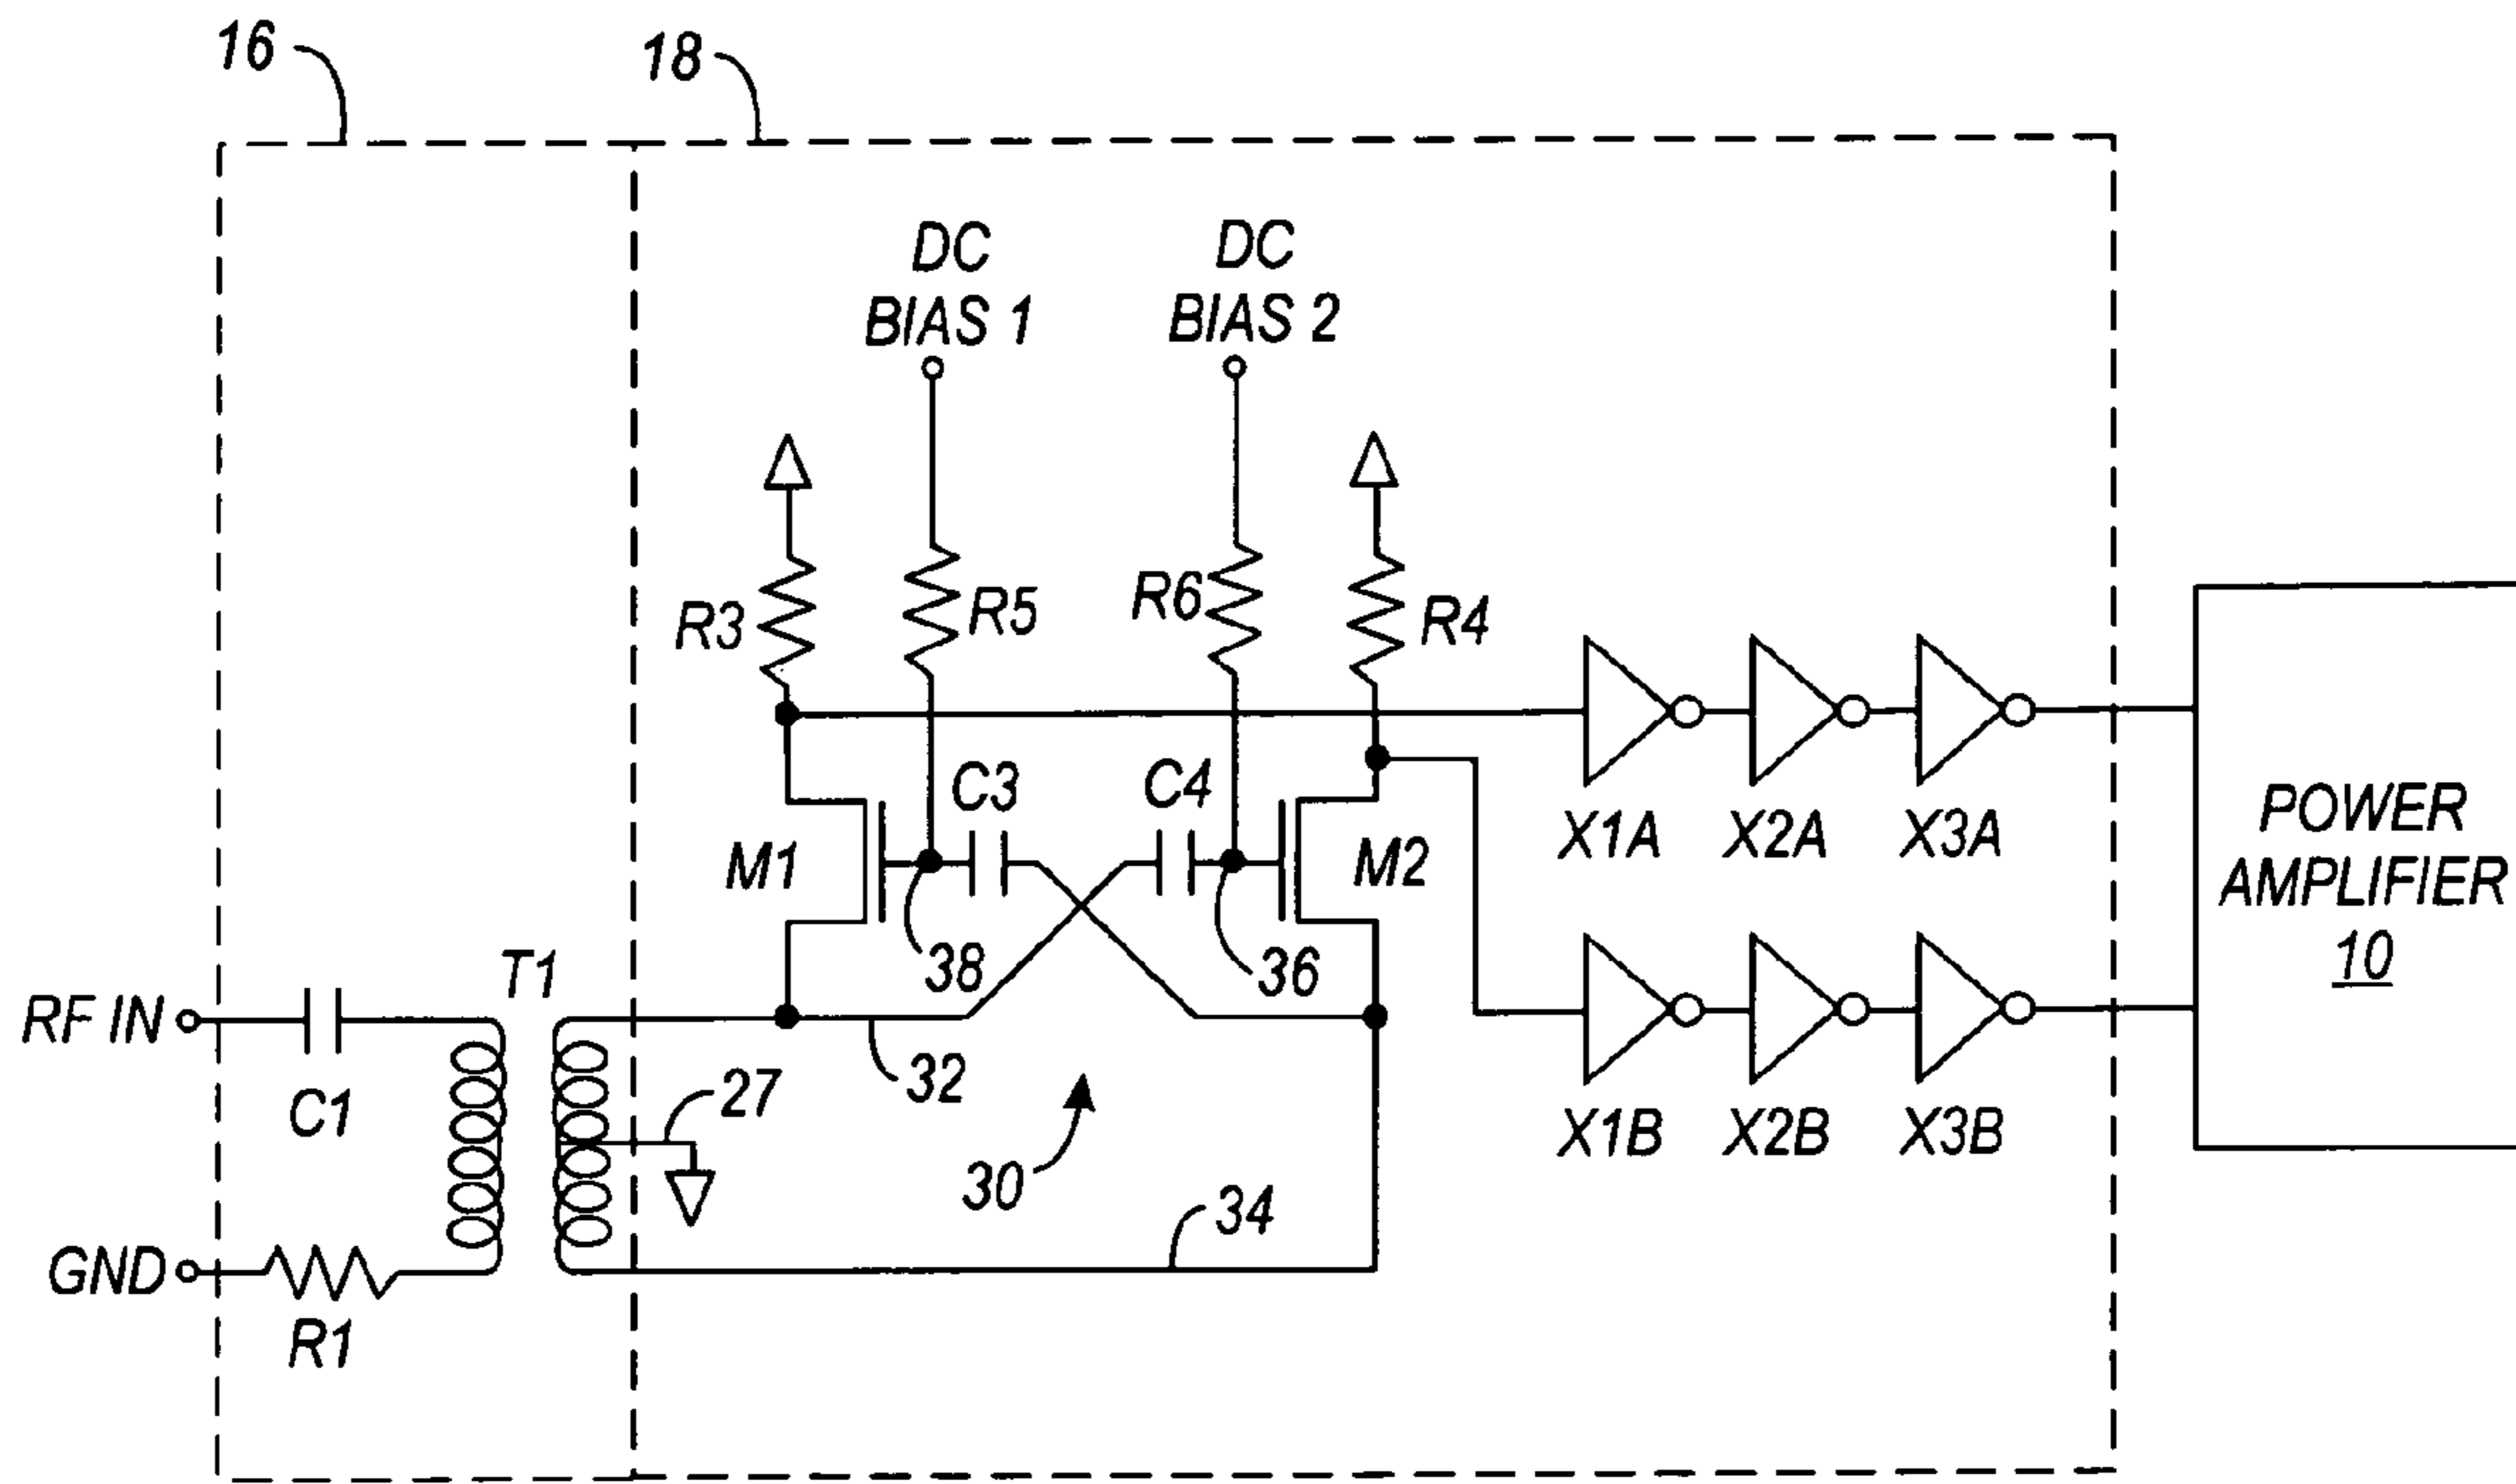 16
18
DC
BIAS 1
DC
BIAS 2
R3
R5
R6
R4
C3
C4
M1
M2
X1A
X2A
X3A
POWER
AMPLIFIER
10
38
36
T1
RF IN
C1
32
27
30
34
X1B
X2B
X3B
GND
R1